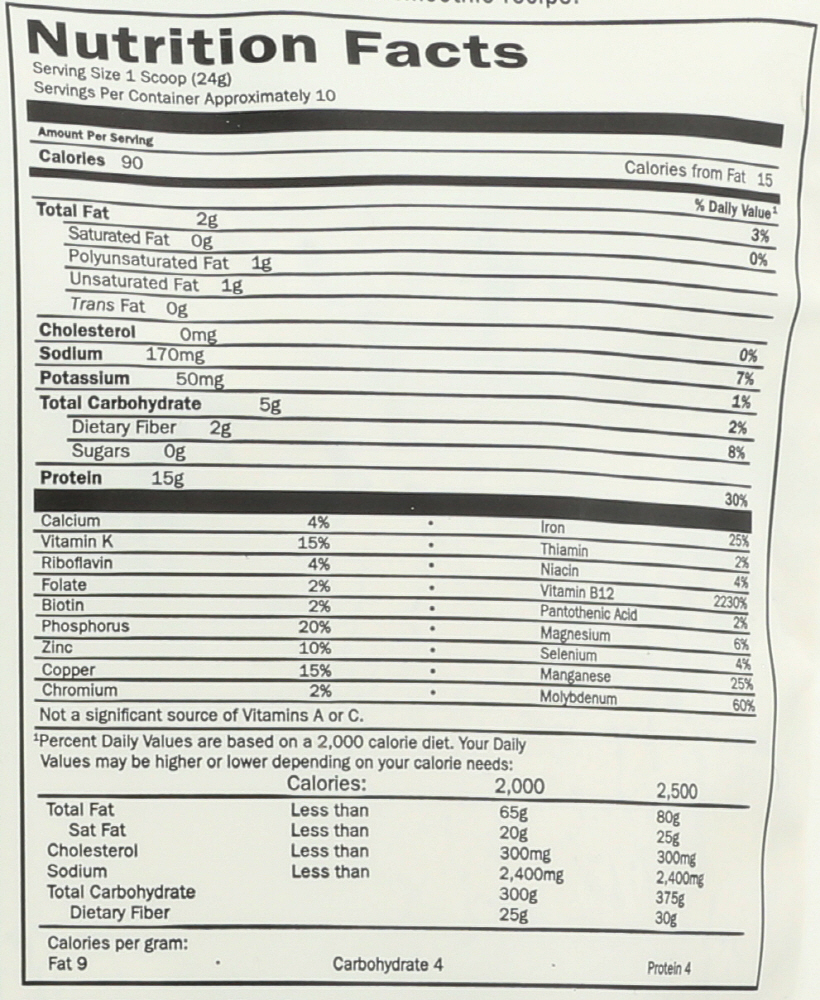 Nutrition Facts
Serving Size 1 Scoop (24g)
Servings Per Container Approximately 10
Amount Per Serving
Calories 90 Calories from Fat 15
% Daily Value¹
Total Fat 2g 3%
Saturated Fat 0g 0%
Polyunsaturated Fat 1g
Unsaturated Fat 1g
Trans Fat 0g
Cholesterol 0mg 0%
Sodium 170mg 7%
Potassium 50mg 1%
Total Carbohydrate 5g 2%
Dietary Fiber 2g 8%
Sugars 0g
Protein 15g 30%
Calcium 4% • Iron 25%
Vitamin K 15% • Thiamin 2%
Riboflavin 4% • Niacin 4%
Folate 2% • Vitamin B12 2230%
Biotin 2% • Pantothenic Acid 2%
Phosphorus 20% • Magnesium 6%
Zinc 10% • Selenium 4%
Copper 15% • Manganese 25%
Chromium 2% • Molybdenum 60%
Not a significant source of Vitamins A or C.
¹Percent Daily Values are based on a 2,000 calorie diet. Your Daily
Values may be higher or lower depending on your calorie needs:
Calories: 2,000 2,500
Total Fat Less than 65g 80g
Sat Fat Less than 20g 25g
Cholesterol Less than 300mg 300mg
Sodium Less than 2,400mg 2,400mg
Total Carbohydrate 300g 375g
Dietary Fiber 25g 30g
Calories per gram:
Fat 9 • Carbohydrate 4 • Protein 4